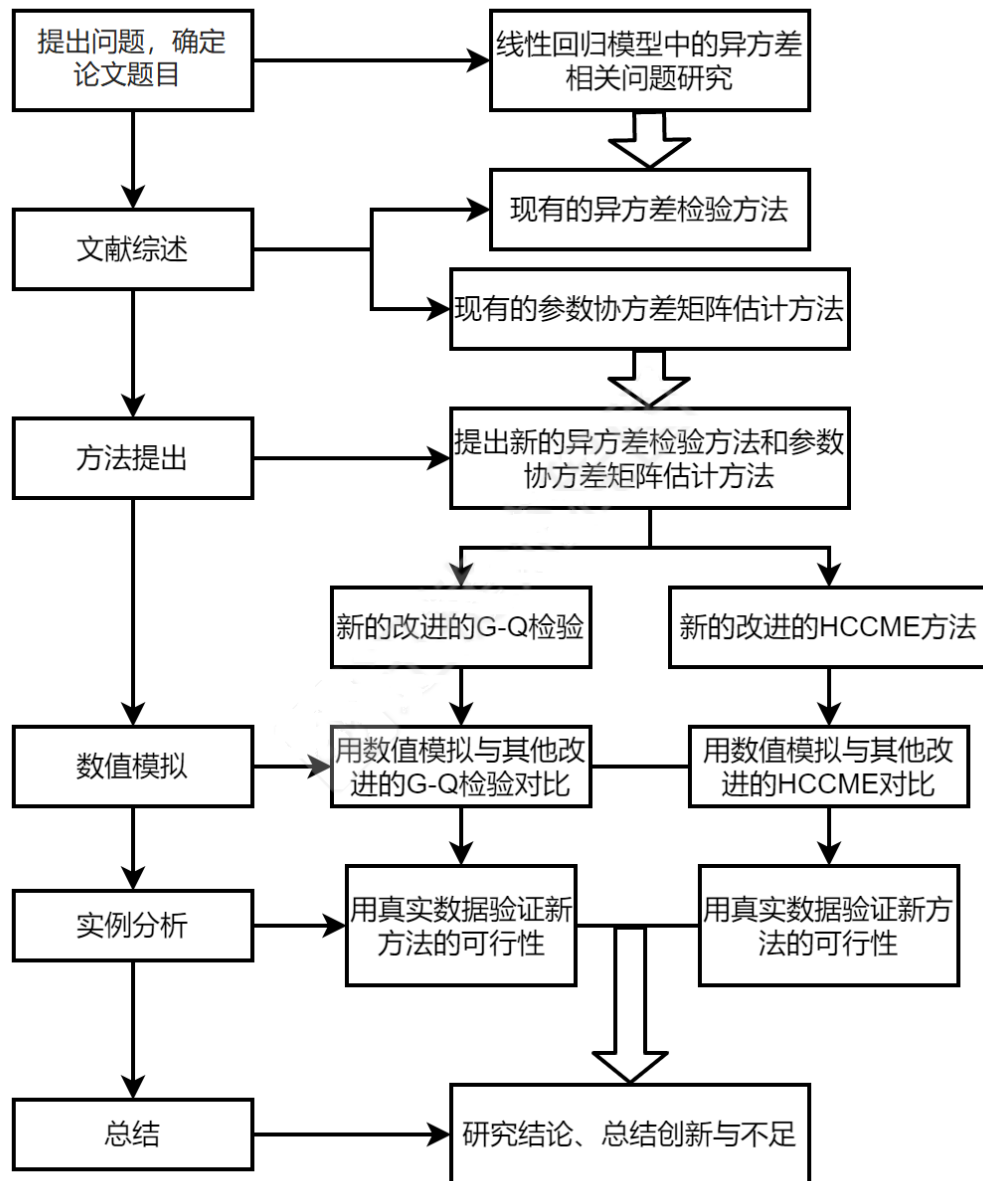 提出问题，确定
论文题目
线性回归模型中的异方差
相关问题研究
现有的异方差检验方法
文献综述
现有的参数协方差矩阵估计方法
方法提出
提出新的异方差检验方法和参数
协方差矩阵估计方法
新的改进的G-Q检验
新的改进的HCCME方法
数值模拟
用数值模拟与其他改
进的G-Q检验对比
用数值模拟与其他改
进的HCCME对比
实例分析
用真实数据验证新
方法的可行性
用真实数据验证新方
法的可行性
总结
研究结论、总结创新与不足